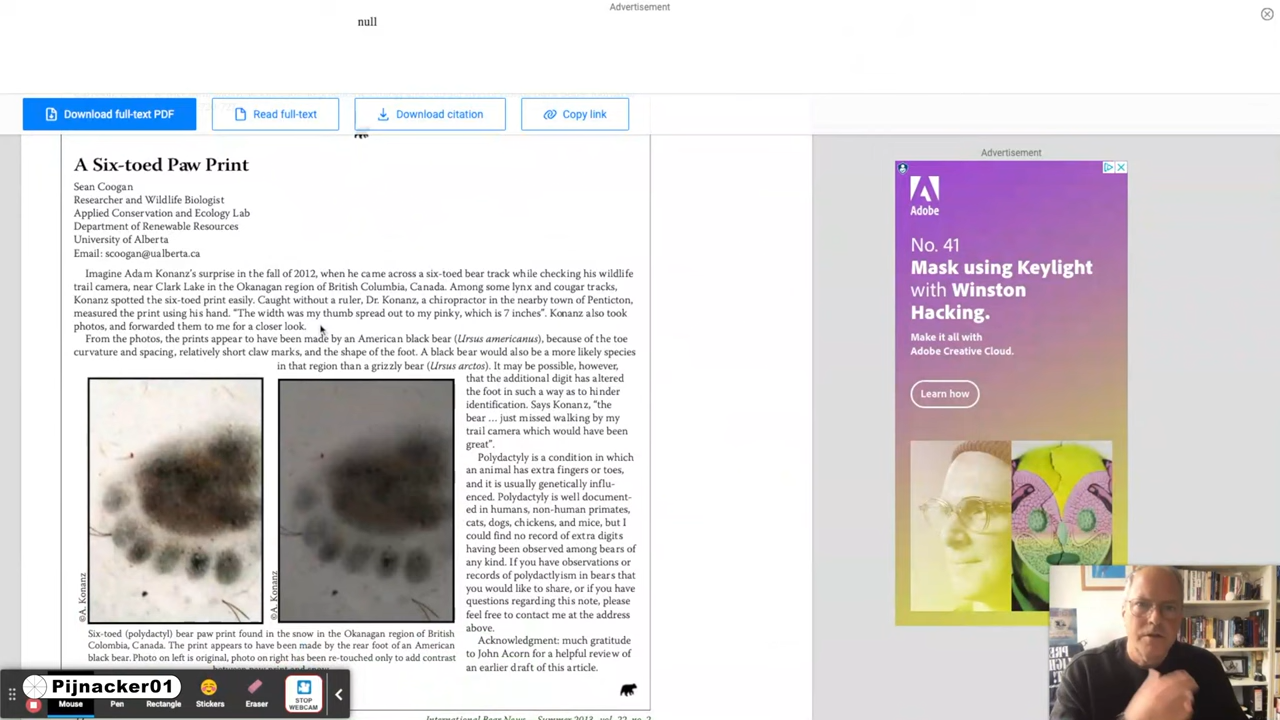 Advertisement
null
Download full-text PDF
Read full-text
Download citation
Copy link
A Six-toed Paw Print
Sean Coogan
Researcher and Wildlife Biologist
Applied Conservation and Ecology Lab
Department of Renewable Resources
University of Alberta
Email: scoogan@ualberta.ca
Imagine Adam Konanz's surprise in the fall of 2012, when he came across a six-toed bear track while checking his wildlife
trail camera, near Clark Lake in the Okanagan region of British Columbia, Canada. Among some lynx and cougar tracks,
Konanz spotted the six-toed print easily. Caught without a ruler, Dr. Konanz, a chiropractor in the nearby town of Penticton,
measured the print using his hand. "The width was my thumb spread out to my pinky, which is 7 inches". Konanz also took
photos, and forwarded them to me for a closer look.
From the photos, the prints appear to have been made by an American black bear (Ursus americanus), because of the toe
curvature and spacing, relatively short claw marks, and the shape of the foot. A black bear would also be a more likely species
in that region than a grizzly bear (Ursus arctos). It may be possible, however,
that the additional digit has altered
the foot in such a way as to hinder
identification. Says Konanz, "the
bear ... just missed walking by my
trail camera which would have been
great".
Polydactyly is a condition in which
an animal has extra fingers or toes,
and it is usually genetically influ-
enced. Polydactyly is well document-
ed in humans, non-human primates,
cats, dogs, chickens, and mice, but I
could find no record of extra digits
having been observed among bears of
any kind. If you have observations or
records of polydactlyism in bears that
you would like to share, or if you have
questions regarding this note, please
feel free to contact me at the address
above.
Acknowledgment: much gratitude
to John Acorn for a helpful review of
an earlier draft of this article.
©A. Konanz
©A. Konanz
Six-toed (polydactyl) bear paw print found in the snow in the Okanagan region of British
Colombia, Canada. The print appears to have been made by the rear foot of an American
black bear. Photo on left is original, photo on right has been re-touched only to add contrast
between paw print and snow.
International Bear News Summer 2013, vol. 22, no. 2
Advertisement
Adobe
No. 41
Mask using Keylight
with Winston
Hacking.
Make it all with
Adobe Creative Cloud.
Learn how
Pijnacker01
Mouse
Pen
Rectangle
Stickers
Eraser
STOP
WEBCAM